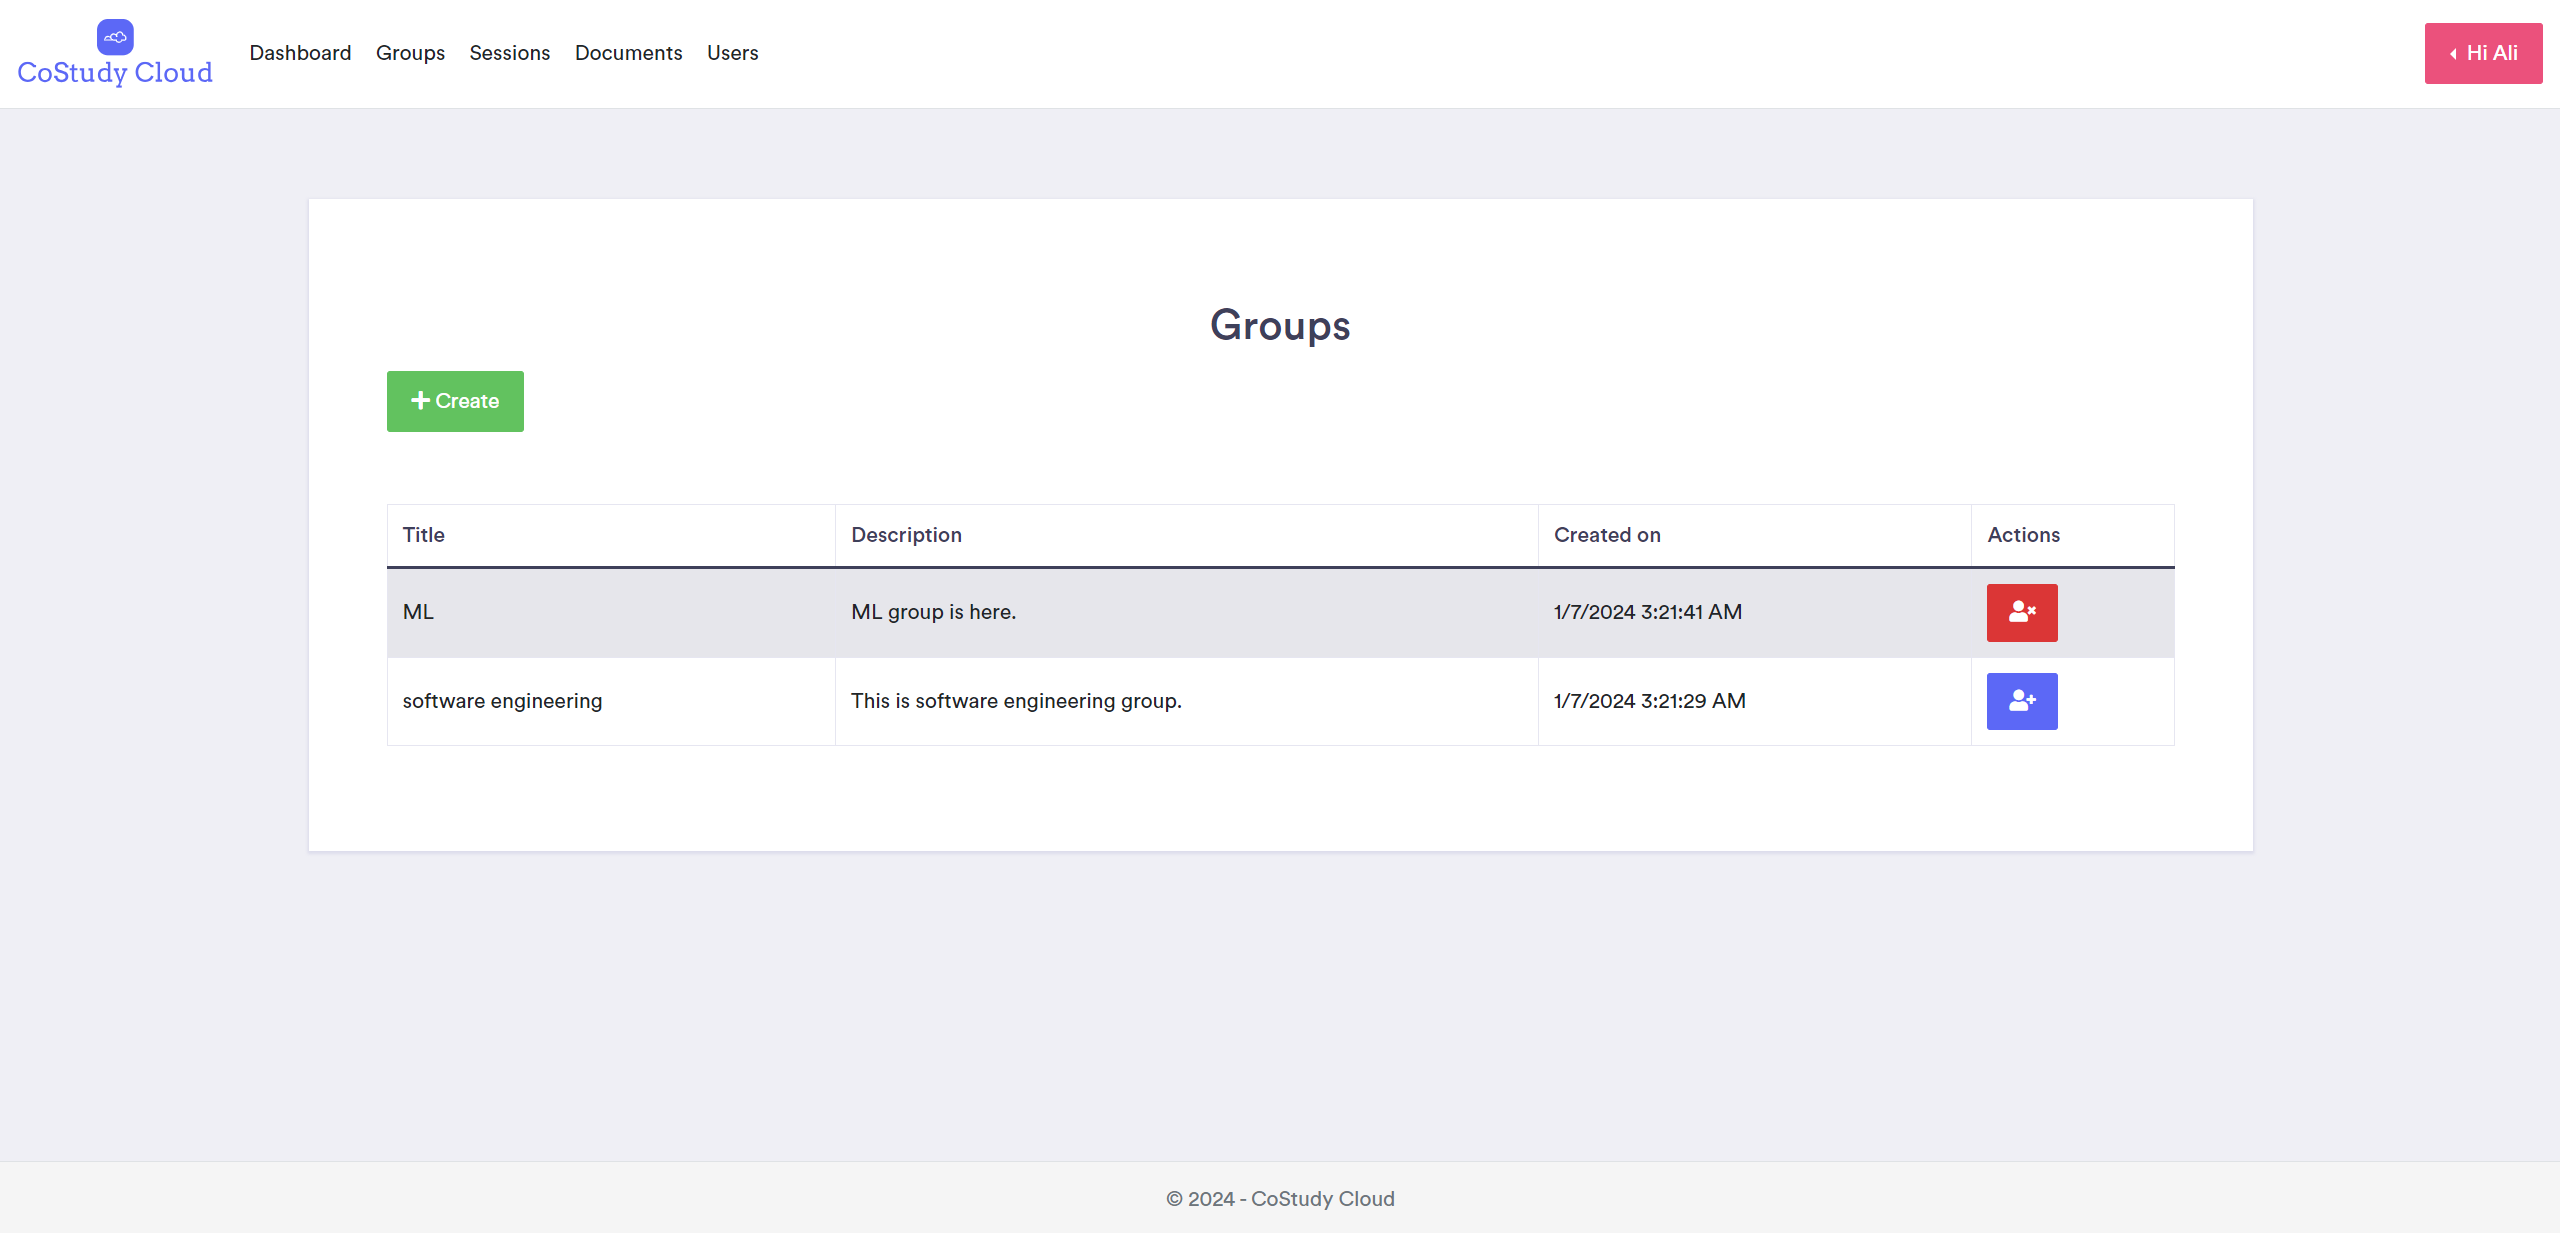 CoStudy Cloud
Dashboard Groups Sessions Documents Users
Hi Ali
Groups
Create
Title Description Created on Actions
ML ML group is here. 1/7/2024 3:21:41 AM
software engineering This is software engineering group. 1/7/2024 3:21:29 AM
© 2024 - CoStudy Cloud